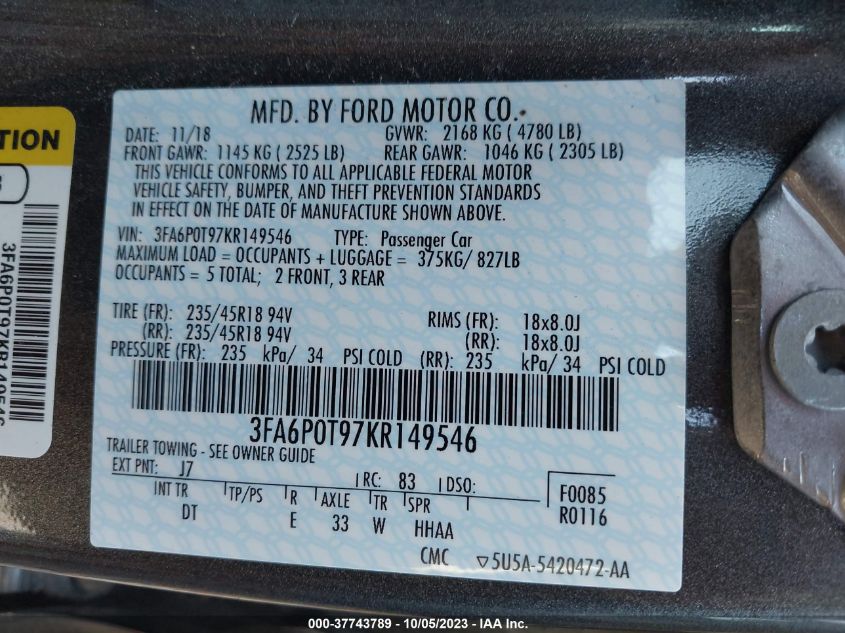 TION
3FA6P0T97KR149546
MFD. BY FORD MOTOR CO.
DATE: 11/18 GVWR: 2168 KG ( 4780 LB)
FRONT GAWR: 1145 KG ( 2525 LB) REAR GAWR: 1046 KG ( 2305 LB)
THIS VEHICLE CONFORMS TO ALL APPLICABLE FEDERAL MOTOR
VEHICLE SAFETY, BUMPER, AND THEFT PREVENTION STANDARDS
IN EFFECT ON THE DATE OF MANUFACTURE SHOWN ABOVE.
VIN: 3FA6P0T97KR149546 TYPE: Passenger Car
MAXIMUM LOAD = OCCUPANTS + LUGGAGE = 375KG/ 827LB
OCCUPANTS = 5 TOTAL; 2 FRONT, 3 REAR
TIRE (FR): 235/45R18 94V RIMS (FR): 18x8.0J
(RR): 235/45R18 94V (RR): 18x8.0J
PRESSURE (FR): 235 kPa/ 34 PSI COLD (RR): 235 kPa/ 34 PSI COLD
3FA6P0T97KR149546
TRAILER TOWING - SEE OWNER GUIDE
EXT PNT: J7 RC: 83 DSO: F0085
INT TR TP/PS R AXLE TR SPR R0116
DT E 33 W HHAA
CMC ▽5U5A-5420472-AA
000-37743789 - 10/05/2023 - IAA Inc.